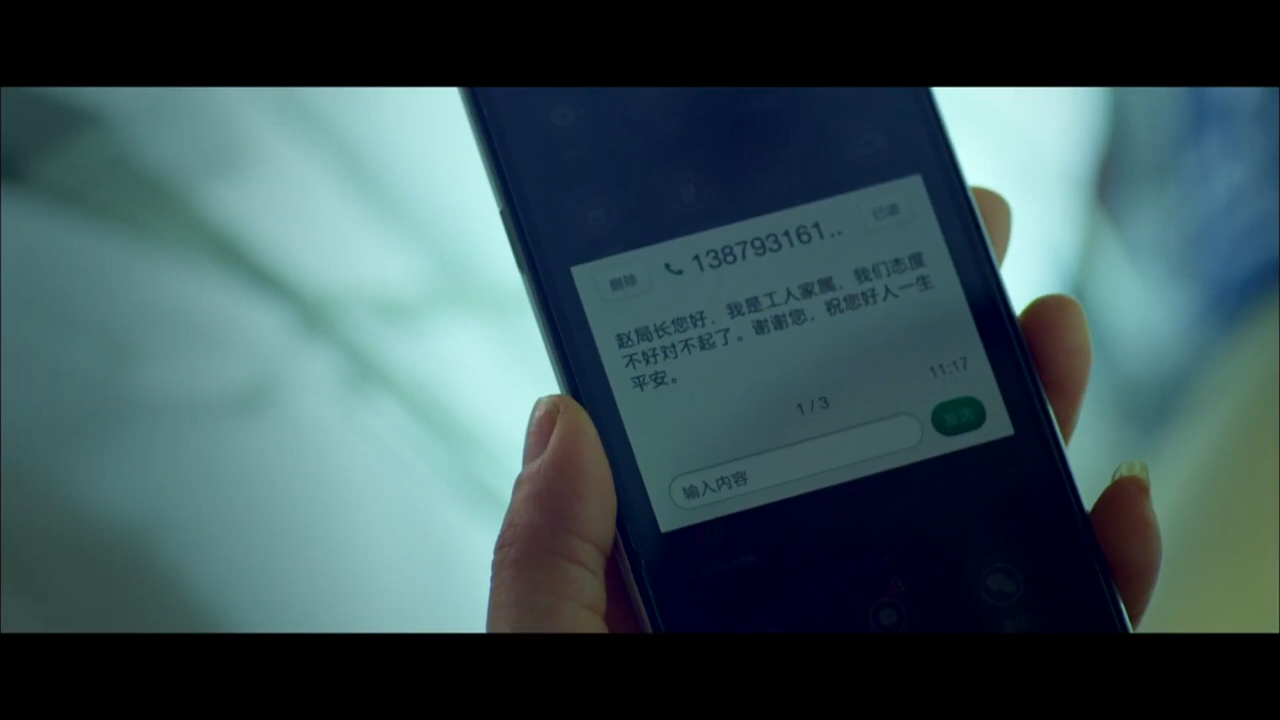 删除 138793161.. 已读
赵局长您好，我是工人家属，我们态度
不好对不起了。谢谢您，祝您好人一生
平安。
11:17
1/3
输入内容 发送